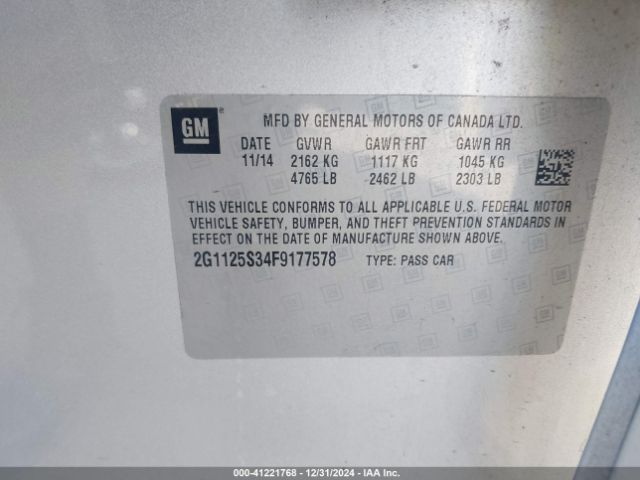 GM
MFD BY GENERAL MOTORS OF CANADA LTD.
DATE GVWR GAWR FRT GAWR RR
11/14 2162 KG 1117 KG 1045 KG
4765 LB 2462 LB 2303 LB
THIS VEHICLE CONFORMS TO ALL APPLICABLE U.S. FEDERAL MOTOR
VEHICLE SAFETY, BUMPER, AND THEFT PREVENTION STANDARDS IN
EFFECT ON THE DATE OF MANUFACTURE SHOWN ABOVE.
2G1125S34F9177578 TYPE: PASS CAR
000-41221768 - 12/31/2024 - IAA Inc.